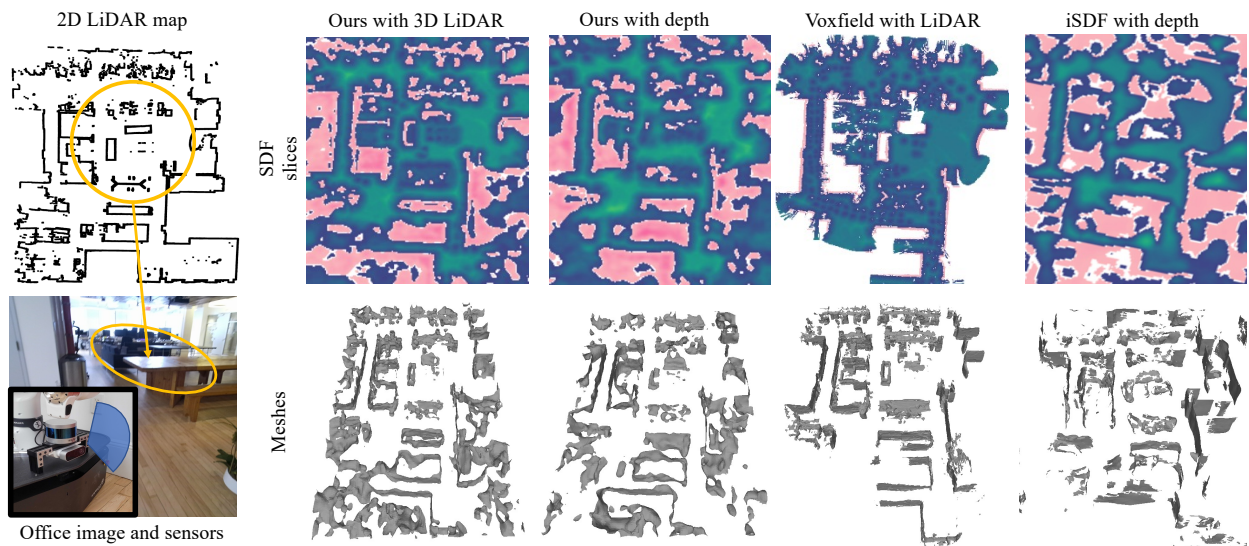 2D LiDAR map
Ours with 3D LiDAR
Ours with depth
Voxfield with LiDAR
iSDF with depth
SDF
slices
Meshes
Office image and sensors